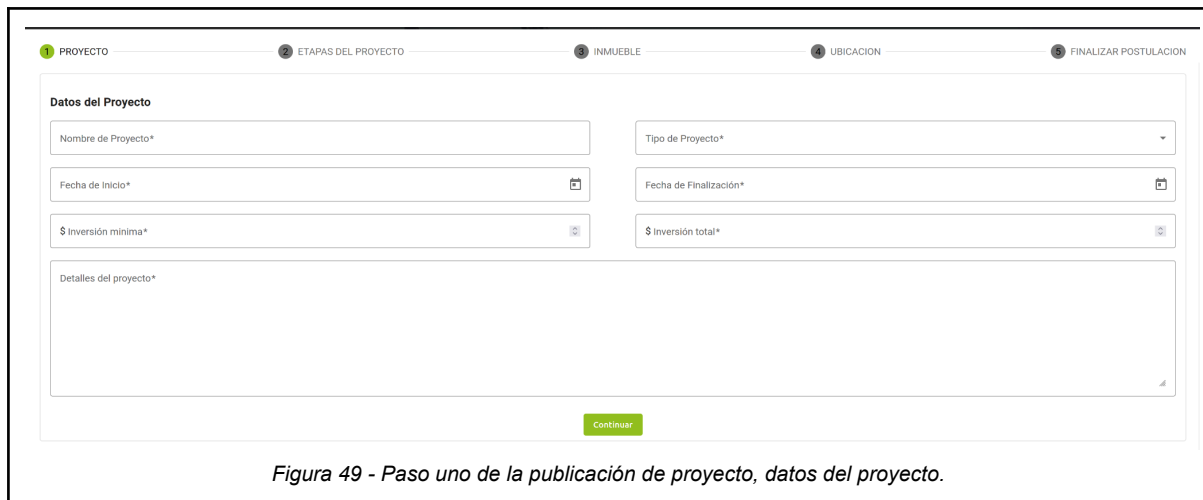 1 PROYECTO 2 ETAPAS DEL PROYECTO 3 INMUEBLE 4 UBICACION 5 FINALIZAR POSTULACION
Datos del Proyecto
Nombre de Proyecto* Tipo de Proyecto*
Fecha de Inicio* Fecha de Finalización*
$ Inversión minima* $ Inversión total*
Detalles del proyecto*
Continuar
Figura 49 - Paso uno de la publicación de proyecto, datos del proyecto.